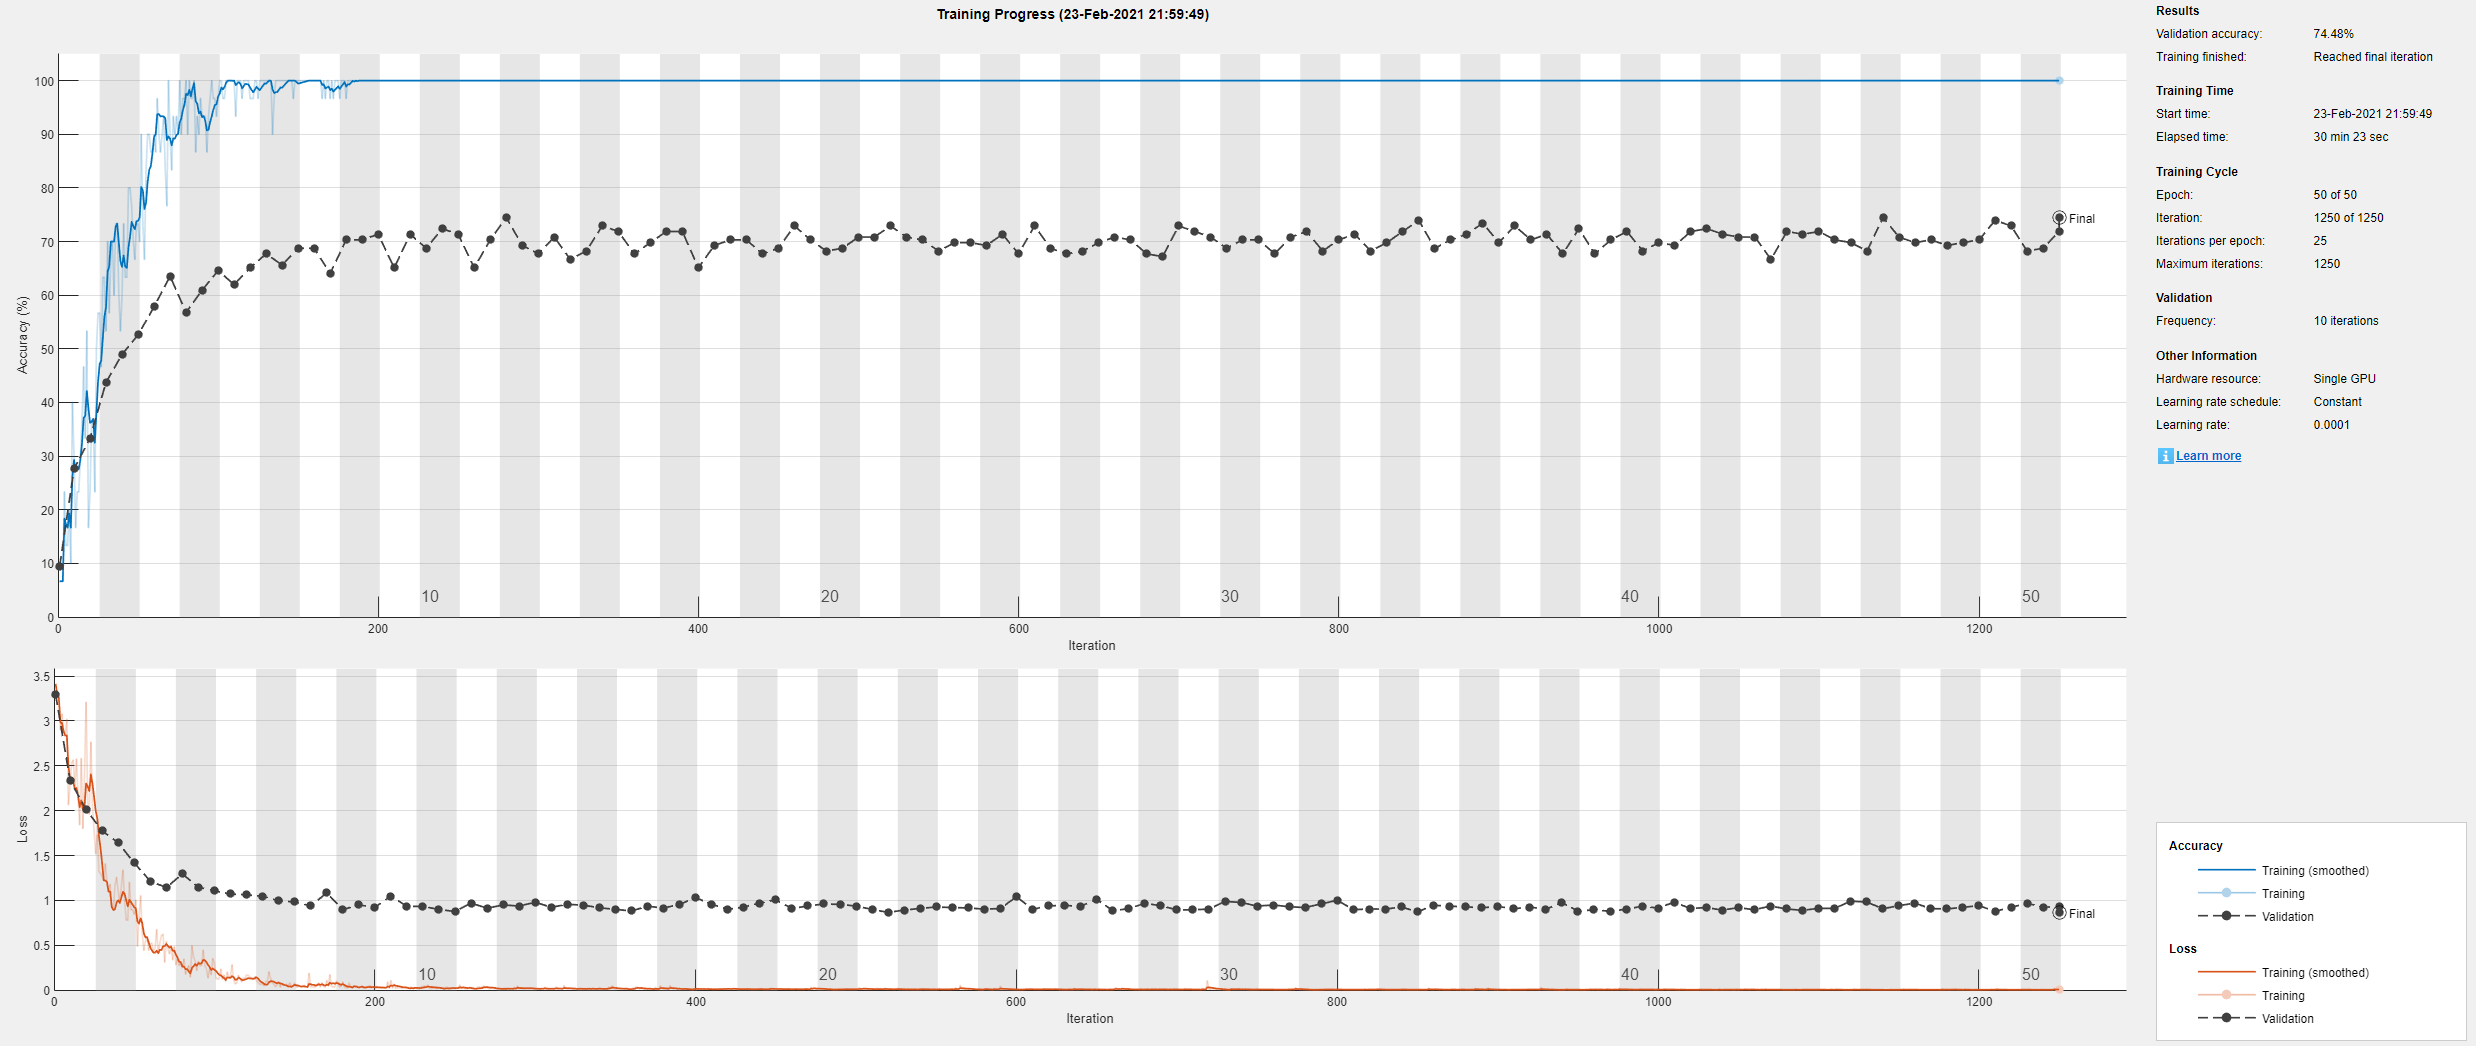 Training Progress (23-Feb-2021 21:59:49)
Accuracy (%)
100
90
80
70
60
50
40
30
20
10
0
Final
10 20 30 40 50
0 200 400 600 800 1000 1200
Iteration
Loss
3.5
3
2.5
2
1.5
1
0.5
0
Final
10 20 30 40 50
0 200 400 600 800 1000 1200
Iteration
Results
Validation accuracy: 74.48%
Training finished: Reached final iteration
Training Time
Start time: 23-Feb-2021 21:59:49
Elapsed time: 30 min 23 sec
Training Cycle
Epoch: 50 of 50
Iteration: 1250 of 1250
Iterations per epoch: 25
Maximum iterations: 1250
Validation
Frequency: 10 iterations
Other Information
Hardware resource: Single GPU
Learning rate schedule: Constant
Learning rate: 0.0001
i Learn more
Accuracy
Training (smoothed)
Training
Validation
Loss
Training (smoothed)
Training
Validation